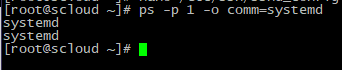 [root@scloud ~]# ps -p 1 -o comm=systemd
systemd
systemd
[root@scloud ~]#